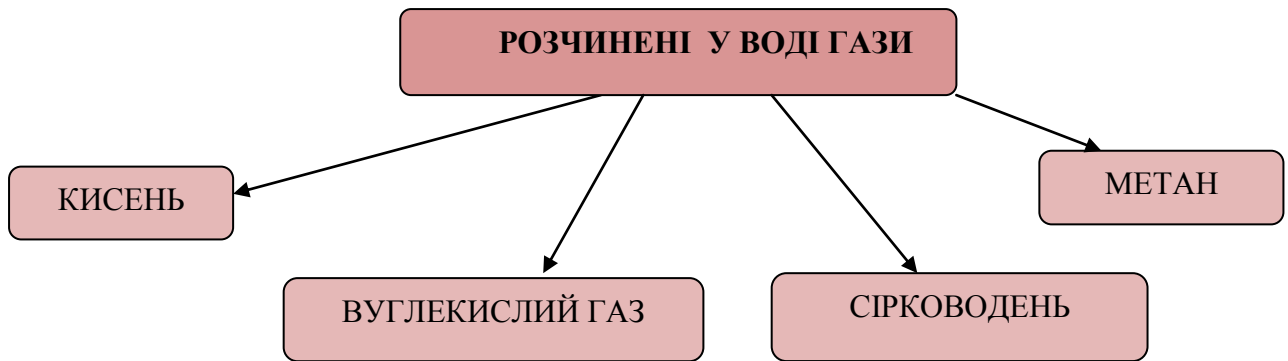 РОЗЧИНЕНІ У ВОДІ ГАЗИ
КИСЕНЬ
МЕТАН
ВУГЛЕКИСЛИЙ ГАЗ
СІРКОВОДЕНЬ